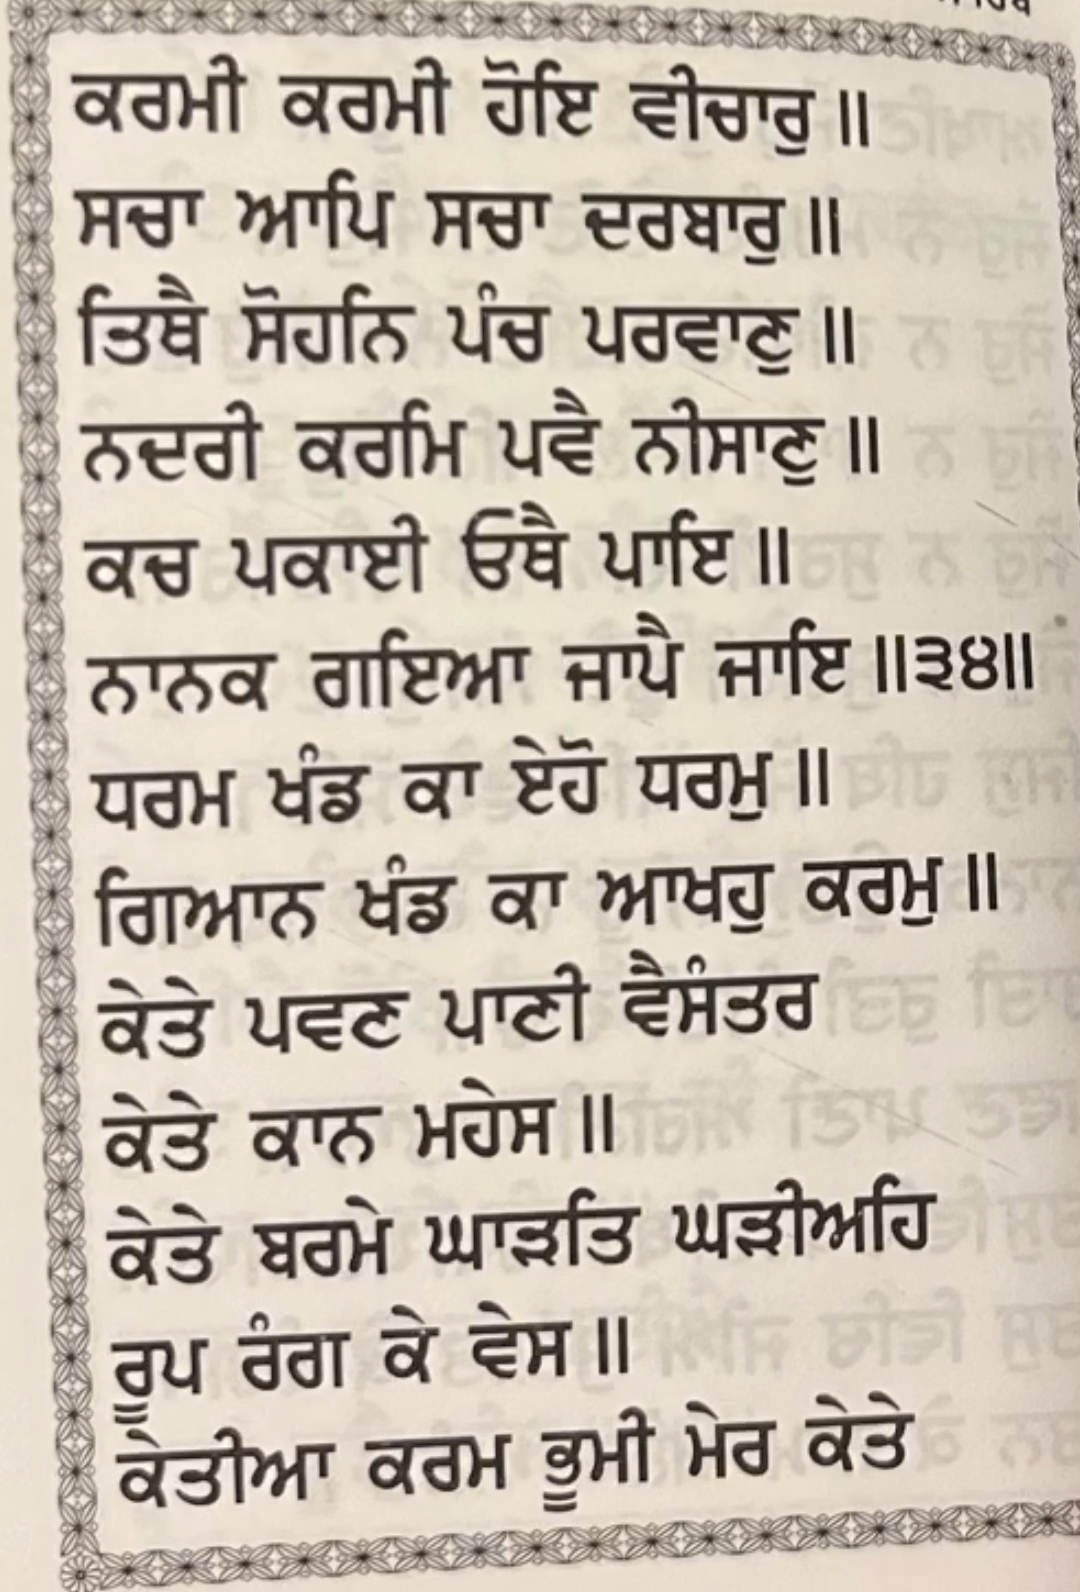 ਕਰਮੀ ਕਰਮੀ ਹੋਇ ਵੀਚਾਰੁ ॥
ਸਚਾ ਆਪਿ ਸਚਾ ਦਰਬਾਰੁ ॥
ਤਿਥੈ ਸੋਹਨਿ ਪੰਚ ਪਰਵਾਣੁ ॥
ਨਦਰੀ ਕਰਮਿ ਪਵੈ ਨੀਸਾਣੁ ॥
ਕਚ ਪਕਾਈ ਓਥੈ ਪਾਇ ॥
ਨਾਨਕ ਗਇਆ ਜਾਪੈ ਜਾਇ ॥੩੪॥
ਧਰਮ ਖੰਡ ਕਾ ਏਹੋ ਧਰਮੁ ॥
ਗਿਆਨ ਖੰਡ ਕਾ ਆਖਹੁ ਕਰਮੁ ॥
ਕੇਤੇ ਪਵਣ ਪਾਣੀ ਵੈਸੰਤਰ
ਕੇਤੇ ਕਾਨ ਮਹੇਸ ॥
ਕੇਤੇ ਬਰਮੇ ਘਾੜਤਿ ਘੜੀਅਹਿ
ਰੂਪ ਰੰਗ ਕੇ ਵੇਸ ॥
ਕੇਤੀਆ ਕਰਮ ਭੂਮੀ ਮੇਰ ਕੇਤੇ